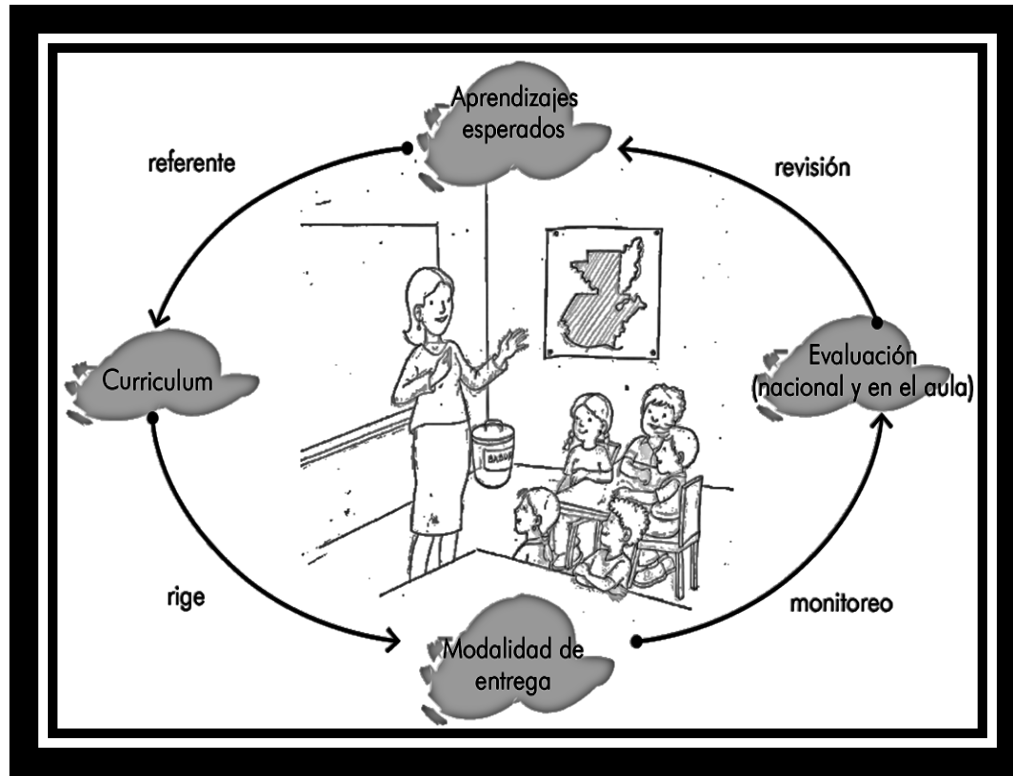 Aprendizajes
esperados
referente
revisión
Curriculum
Evaluación
(nacional y en el aula)
rige
monitoreo
Modalidad de
entrega